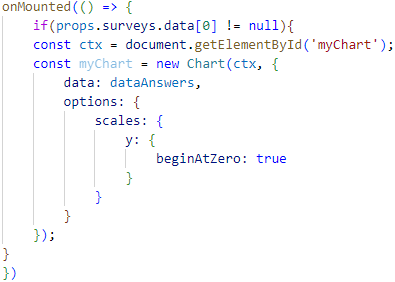 onMounted(() => {
    if(props.surveys.data[0] != null){
    const ctx = document.getElementById('myChart');
    const myChart = new Chart(ctx, {
        data: dataAnswers,
        options: {
            scales: {
                y: {
                    beginAtZero: true
                }
            }
        }
    });
}
})